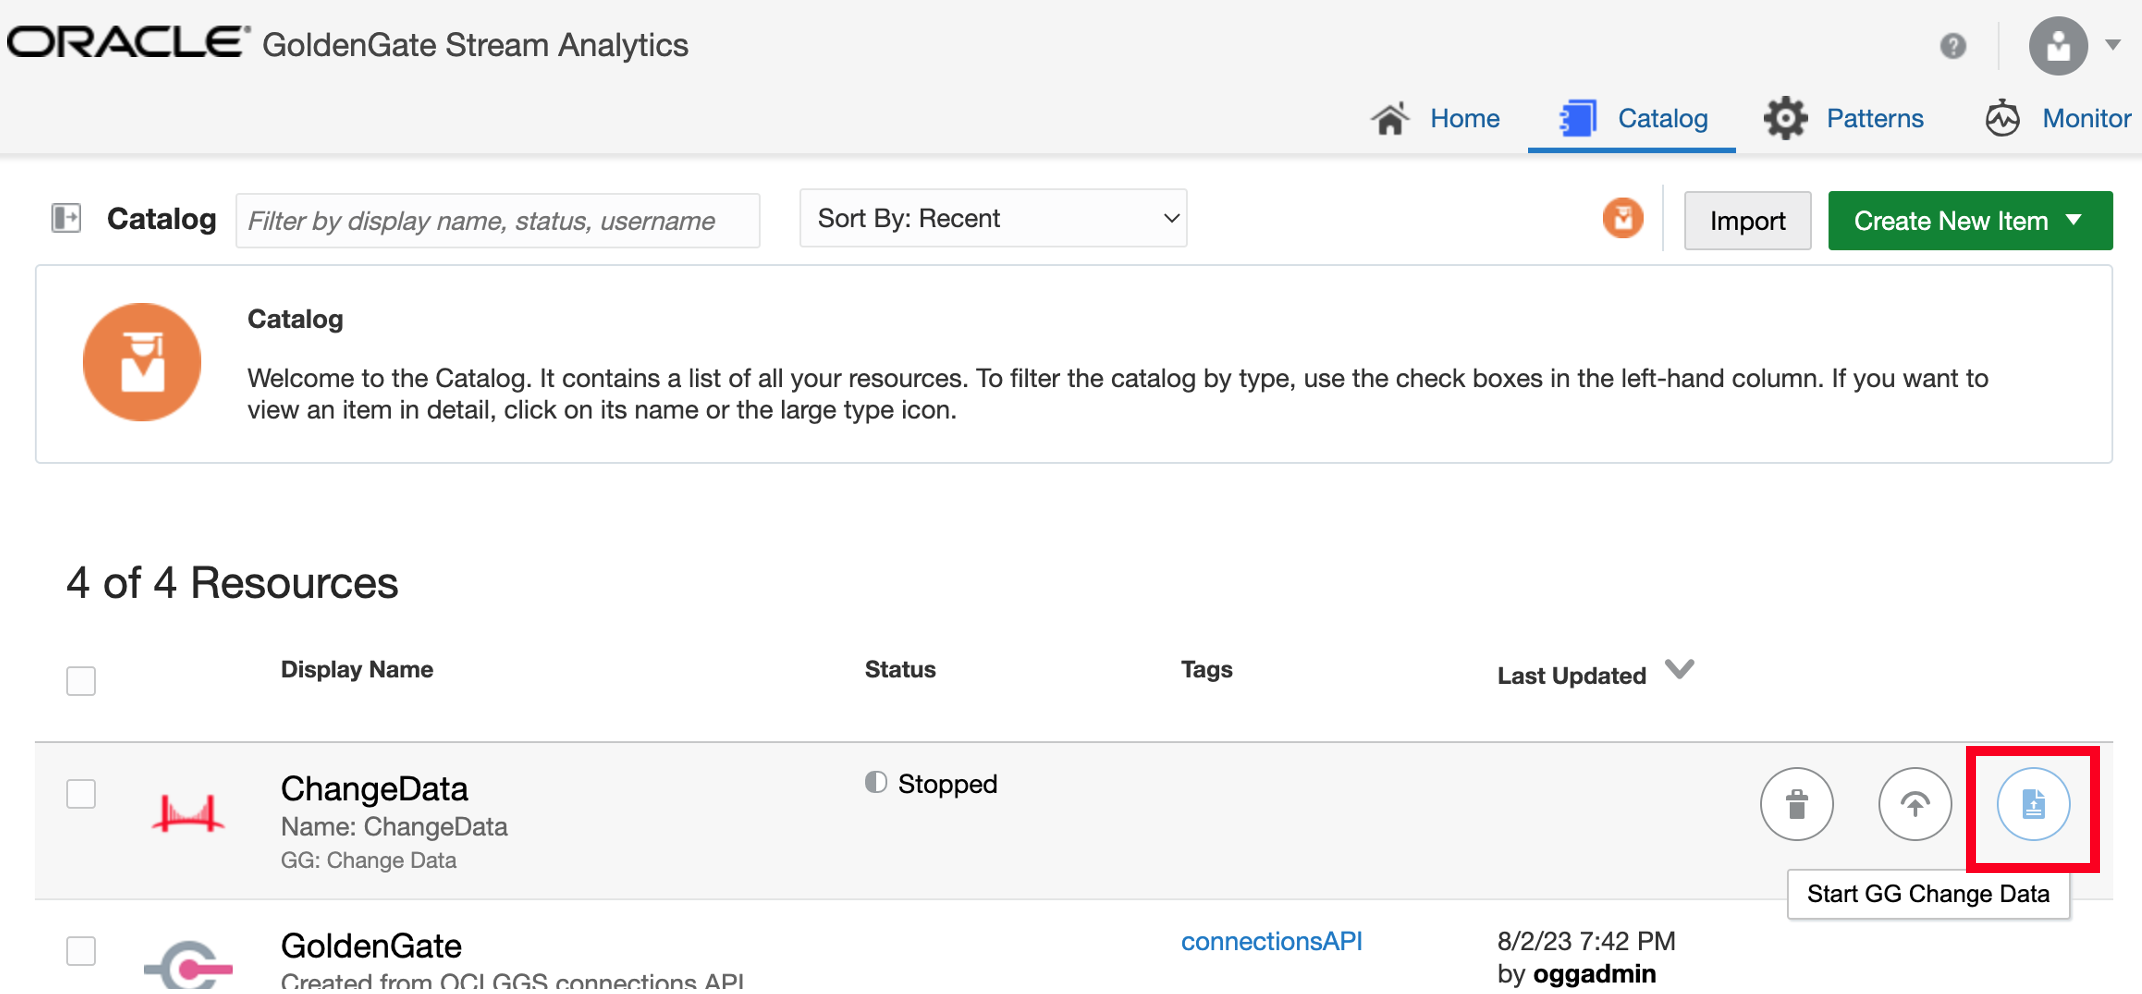 ORACLE® GoldenGate Stream Analytics
Home
Catalog
Patterns
Monitor
Catalog
Filter by display name, status, username
Sort By: Recent
Import
Create New Item
Catalog
Welcome to the Catalog. It contains a list of all your resources. To filter the catalog by type, use the check boxes in the left-hand column. If you want to
view an item in detail, click on its name or the large type icon.
4 of 4 Resources
Display Name
Status
Tags
Last Updated
ChangeData
Stopped
Name: ChangeData
GG: Change Data
Start GG Change Data
GoldenGate
connectionsAPI
8/2/23 7:42 PM
Created from OCI GGS connections API
by oggadmin